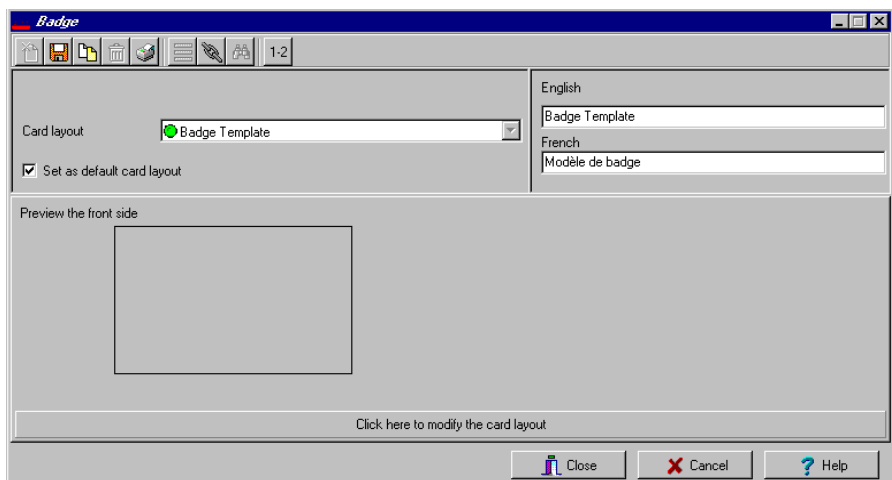 Badge
1-2
Card layout
Badge Template
Set as default card layout
English
Badge Template
French
Modèle de badge
Preview the front side
Click here to modify the card layout
Close
Cancel
Help